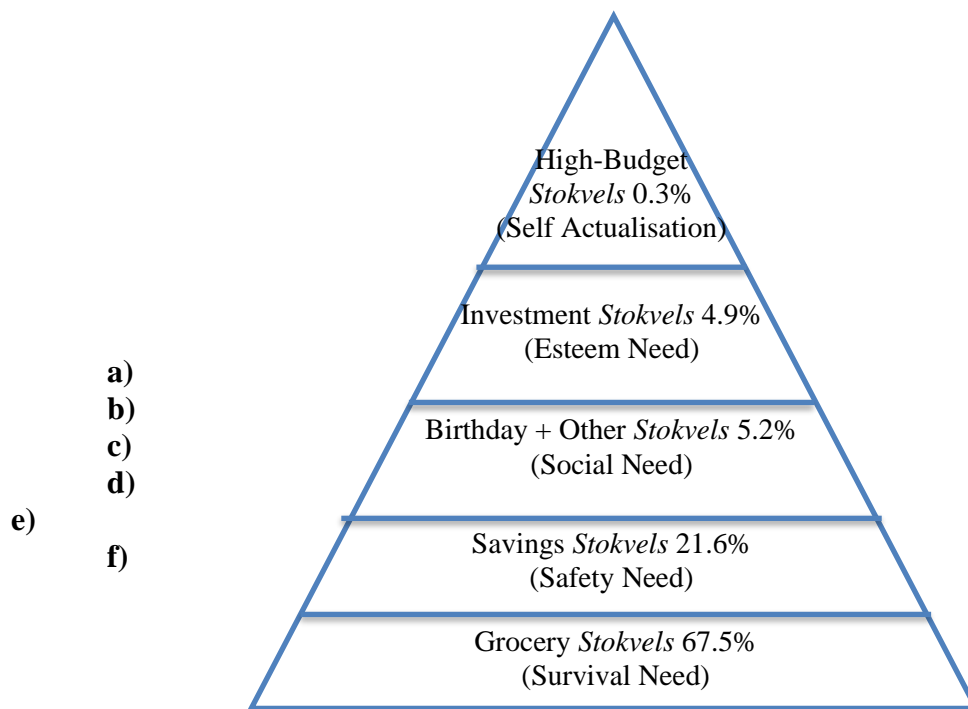 High-Budget
Stokvels 0.3%
(Self Actualisation)
Investment Stokvels 4.9%
(Esteem Need)
a)
b)
Birthday + Other Stokvels 5.2%
c)
(Social Need)
d)
e)
Savings Stokvels 21.6%
f)
(Safety Need)
Grocery Stokvels 67.5%
(Survival Need)